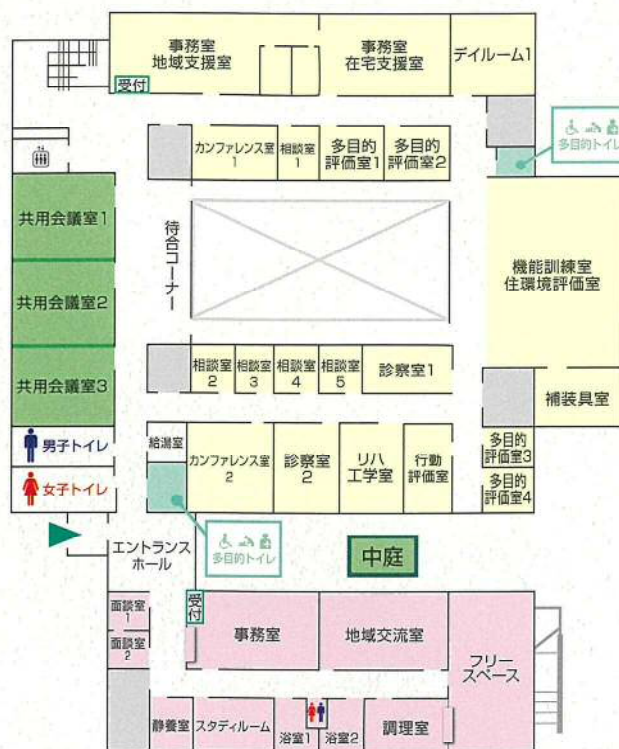 事務室
地域支援室
事務室
在宅支援室
デイルーム1
受付
多目的トイレ
カンファレンス室
1
相談室
1
多目的
評価室1
多目的
評価室2
共用会議室1
待合コーナー
機能訓練室
住環境評価室
共用会議室2
共用会議室3
相談室
2
相談室
3
相談室
4
相談室
5
診察室1
補装具室
男子トイレ
給湯室
カンファレンス室
2
診察室
2
リハ
工学室
行動
評価室
多目的
評価室3
女子トイレ
多目的
評価室4
エントランス
ホール
多目的トイレ
中庭
面談室
1
受付
事務室
地域交流室
フリー
スペース
面談室
2
静養室
スタディルーム
浴室1
浴室2
調理室